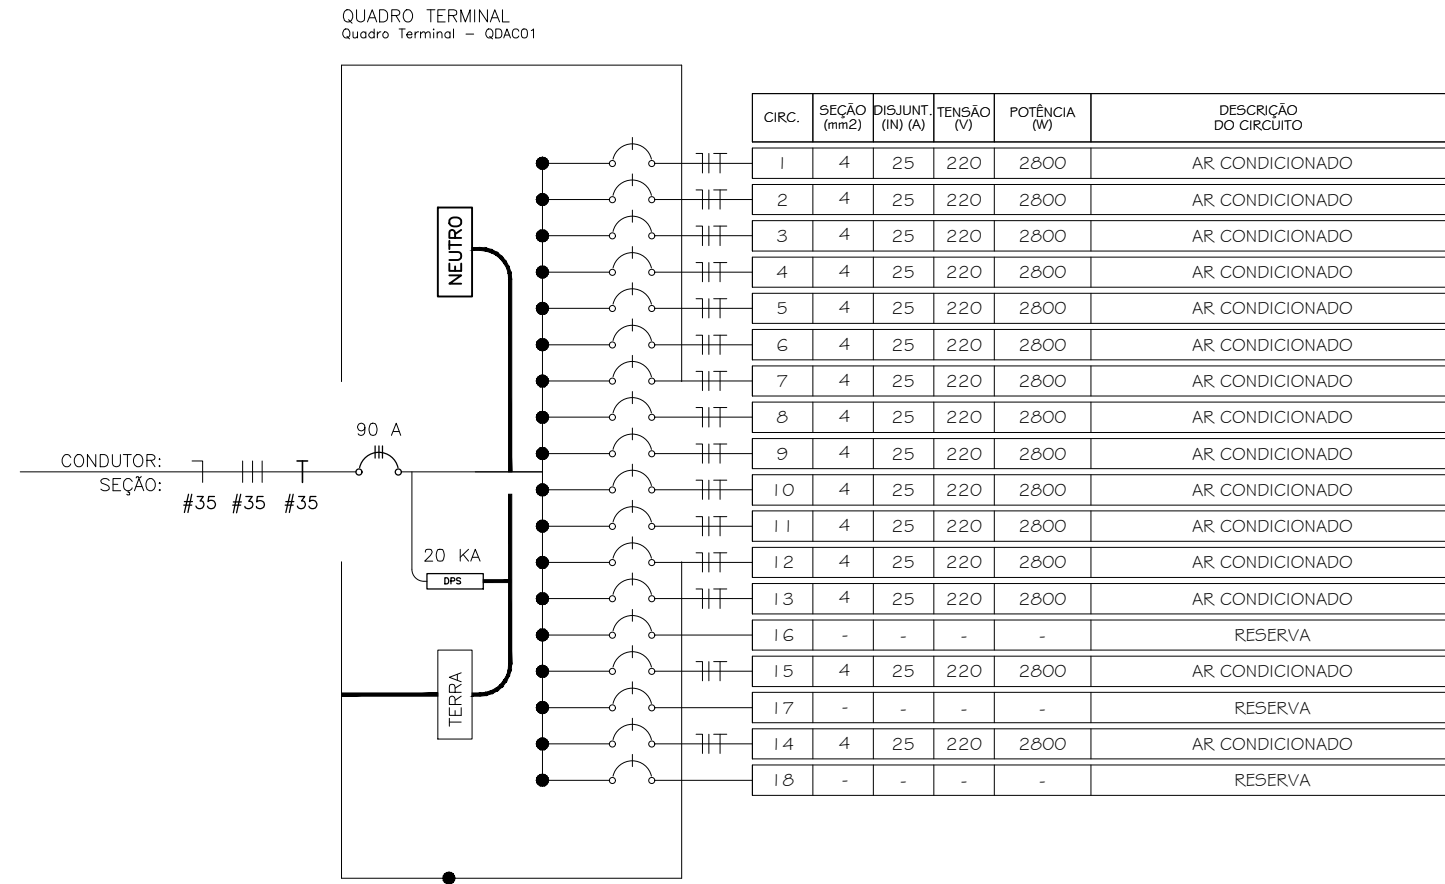 QUADRO TERMINAL
Quadro Terminal – QDAC01
CIRC. SEÇÃO (mm2) DISJUNT. (IN) (A) TENSÃO (V) POTÊNCIA (W) DESCRIÇÃO DO CIRCUITO
1 4 25 220 2800 AR CONDICIONADO
2 4 25 220 2800 AR CONDICIONADO
3 4 25 220 2800 AR CONDICIONADO
4 4 25 220 2800 AR CONDICIONADO
5 4 25 220 2800 AR CONDICIONADO
6 4 25 220 2800 AR CONDICIONADO
7 4 25 220 2800 AR CONDICIONADO
8 4 25 220 2800 AR CONDICIONADO
9 4 25 220 2800 AR CONDICIONADO
10 4 25 220 2800 AR CONDICIONADO
11 4 25 220 2800 AR CONDICIONADO
12 4 25 220 2800 AR CONDICIONADO
13 4 25 220 2800 AR CONDICIONADO
16 - - - - RESERVA
15 4 25 220 2800 AR CONDICIONADO
17 - - - - RESERVA
14 4 25 220 2800 AR CONDICIONADO
18 - - - - RESERVA
NEUTRO
90 A
CONDUTOR:
SEÇÃO:
#35 #35 #35
20 KA
DPS
TERRA